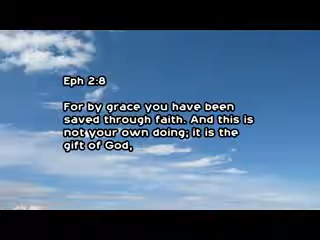 Eph 2:8
For by grace you have been
saved through faith. And this is
not your own doing; it is the
gift of God,